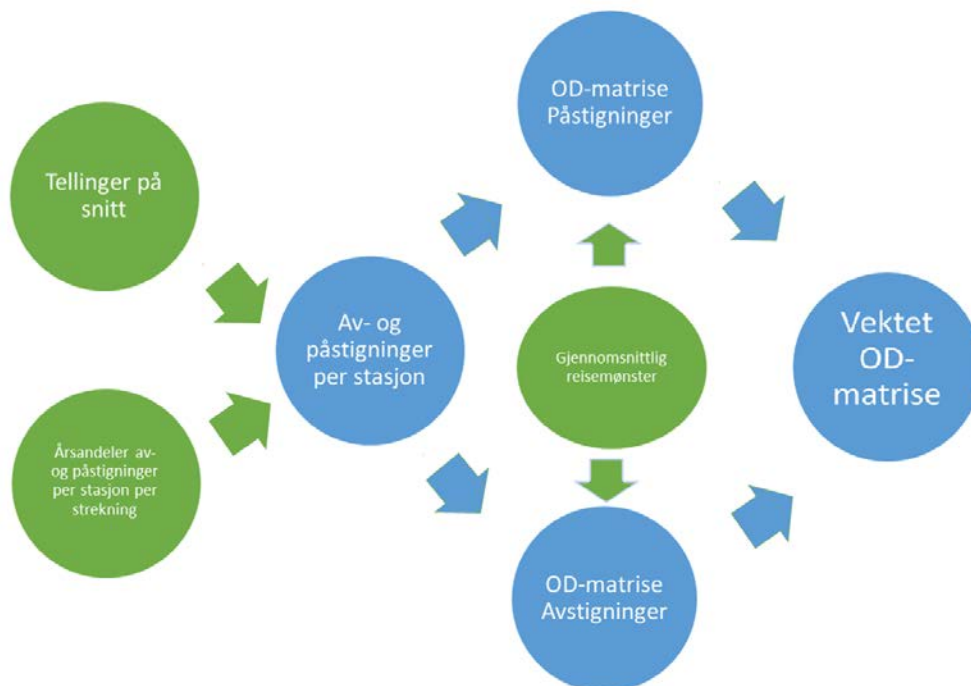 OD-matrise
Påstigninger
Tellinger på
snitt
Av- og
påstigninger
per stasjon
Gjennomsnittlig
reisemønster
Vektet
OD-
matrise
Årsandeler av-
og påstigninger
per stasjon per
strekning
OD-matrise
Avstigninger